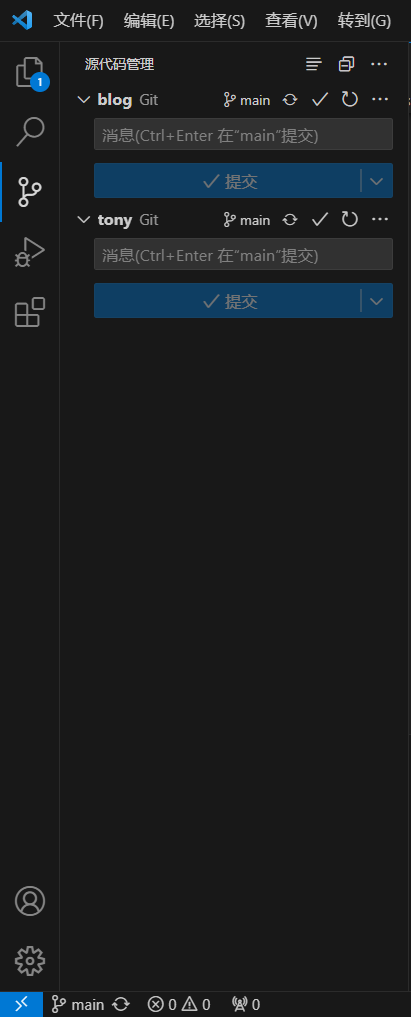 文件(F) 编辑(E) 选择(S) 查看(V) 转到(G)
源代码管理
1
blog Git main
消息(Ctrl+Enter 在“main”提交)
提交
tony Git main
消息(Ctrl+Enter 在“main”提交)
提交
main 0 0 0